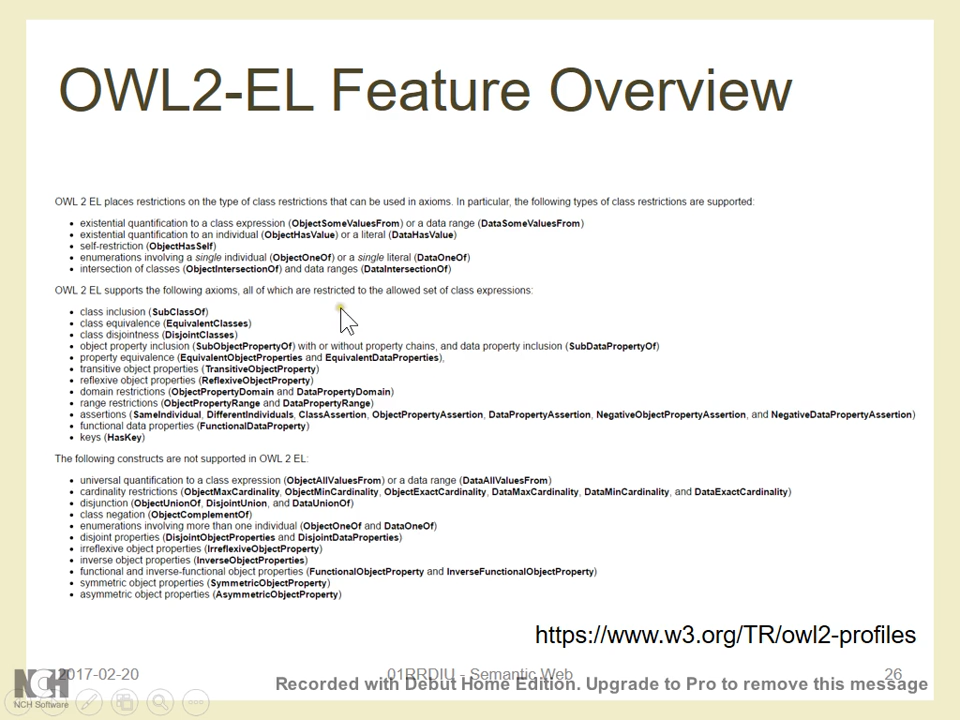 OWL2-EL Feature Overview
OWL 2 EL places restrictions on the type of class restrictions that can be used in axioms. In particular, the following types of class restrictions are supported:
• existential quantification to a class expression (ObjectSomeValuesFrom) or a data range (DataSomeValuesFrom)
• existential quantification to an individual (ObjectHasValue) or a literal (DataHasValue)
• self-restriction (ObjectHasSelf)
• enumerations involving a single individual (ObjectOneOf) or a single literal (DataOneOf)
• intersection of classes (ObjectIntersectionOf) and data ranges (DataIntersectionOf)
OWL 2 EL supports the following axioms, all of which are restricted to the allowed set of class expressions:
• class inclusion (SubClassOf)
• class equivalence (EquivalentClasses)
• class disjointness (DisjointClasses)
• object property inclusion (SubObjectPropertyOf) with or without property chains, and data property inclusion (SubDataPropertyOf)
• property equivalence (EquivalentObjectProperties and EquivalentDataProperties),
• transitive object properties (TransitiveObjectProperty)
• reflexive object properties (ReflexiveObjectProperty)
• domain restrictions (ObjectPropertyDomain and DataPropertyDomain)
• range restrictions (ObjectPropertyRange and DataPropertyRange)
• assertions (SameIndividual, DifferentIndividuals, ClassAssertion, ObjectPropertyAssertion, DataPropertyAssertion, NegativeObjectPropertyAssertion, and NegativeDataPropertyAssertion)
• functional data properties (FunctionalDataProperty)
• keys (HasKey)
The following constructs are not supported in OWL 2 EL:
• universal quantification to a class expression (ObjectAllValuesFrom) or a data range (DataAllValuesFrom)
• cardinality restrictions (ObjectMaxCardinality, ObjectMinCardinality, ObjectExactCardinality, DataMaxCardinality, DataMinCardinality, and DataExactCardinality)
• disjunction (ObjectUnionOf, DisjointUnion, and DataUnionOf)
• class negation (ObjectComplementOf)
• enumerations involving more than one individual (ObjectOneOf and DataOneOf)
• disjoint properties (DisjointObjectProperties and DisjointDataProperties)
• irreflexive object properties (IrreflexiveObjectProperty)
• inverse object properties (InverseObjectProperties)
• functional and inverse-functional object properties (FunctionalObjectProperty and InverseFunctionalObjectProperty)
• symmetric object properties (SymmetricObjectProperty)
• asymmetric object properties (AsymmetricObjectProperty)
https://www.w3.org/TR/owl2-profiles
2017-02-20
01RRDIU - Semantic Web
26
Recorded with Debut Home Edition. Upgrade to Pro to remove this message
NCH
NCH Software